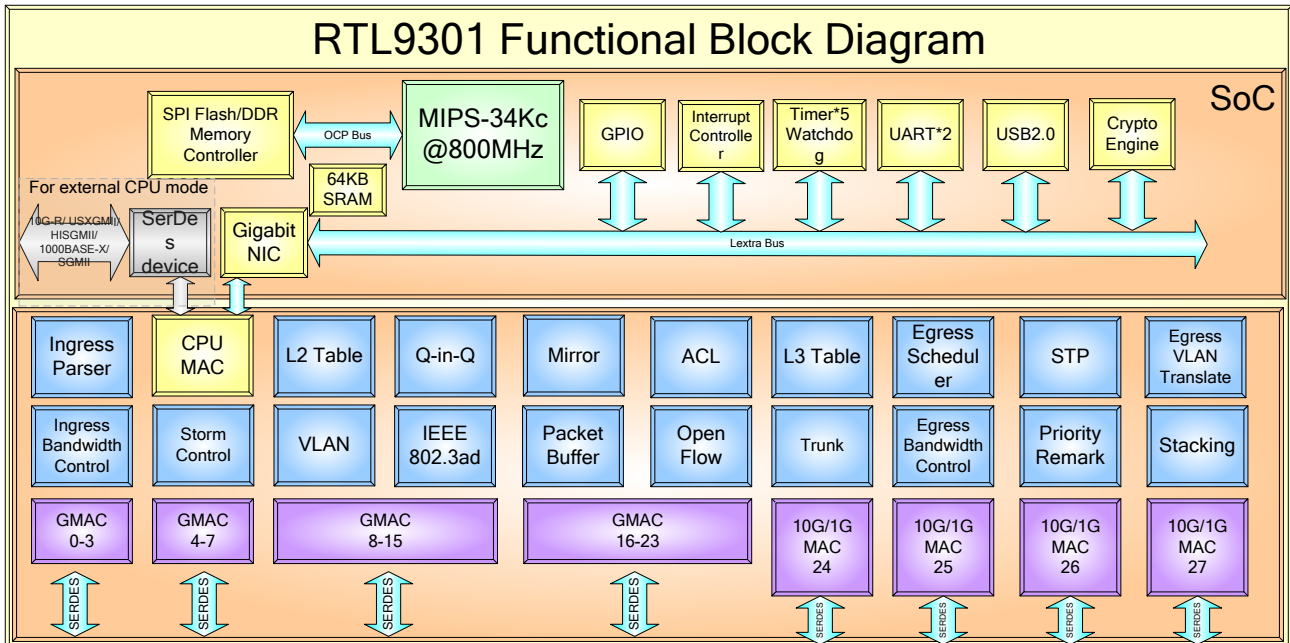 RTL9301 Functional Block Diagram
SoC
SPI Flash/DDR
Memory
Controller
OCP Bus
MIPS-34Kc
@800MHz
GPIO
Interrupt
Controlle
r
Timer*5
Watchdo
g
UART*2
USB2.0
Crypto
Engine
64KB
SRAM
For external CPU mode
10G-R/ USXGMII/
HISGMII/
1000BASE-X/
SGMII
SerDe
s
device
Gigabit
NIC
Lextra Bus
Ingress
Parser
CPU
MAC
L2 Table
Q-in-Q
Mirror
ACL
L3 Table
Egress
Schedul
er
STP
Egress
VLAN
Translate
Ingress
Bandwidth
Control
Storm
Control
VLAN
IEEE
802.3ad
Packet
Buffer
Open
Flow
Trunk
Egress
Bandwidth
Control
Priority
Remark
Stacking
GMAC
0-3
GMAC
4-7
GMAC
8-15
GMAC
16-23
10G/1G
MAC
24
10G/1G
MAC
25
10G/1G
MAC
26
10G/1G
MAC
27
SERDES
SERDES
SERDES
SERDES
SERDES
SERDES
SERDES
SERDES